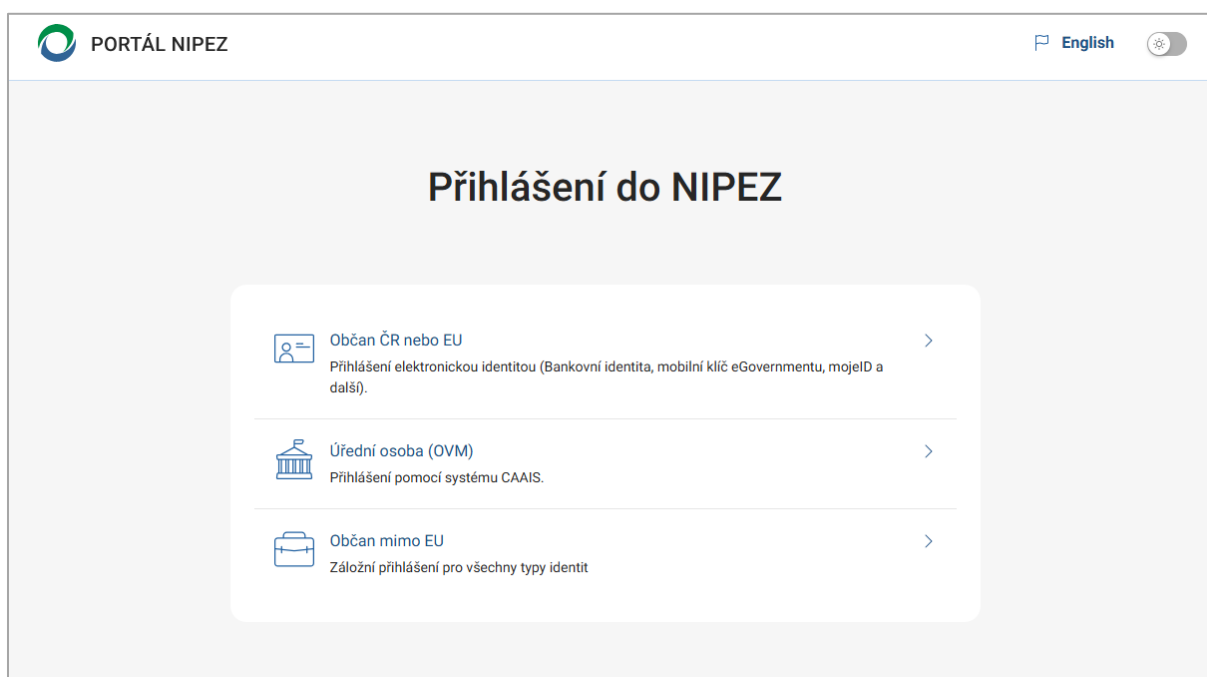 PORTÁL NIPEZ
English
Přihlášení do NIPEZ
Občan ČR nebo EU
Přihlášení elektronickou identitou (Bankovní identita, mobilní klíč eGovernmentu, mojeID a
další).
Úřední osoba (OVM)
Přihlášení pomocí systému CAAIS.
Občan mimo EU
Záložní přihlášení pro všechny typy identit